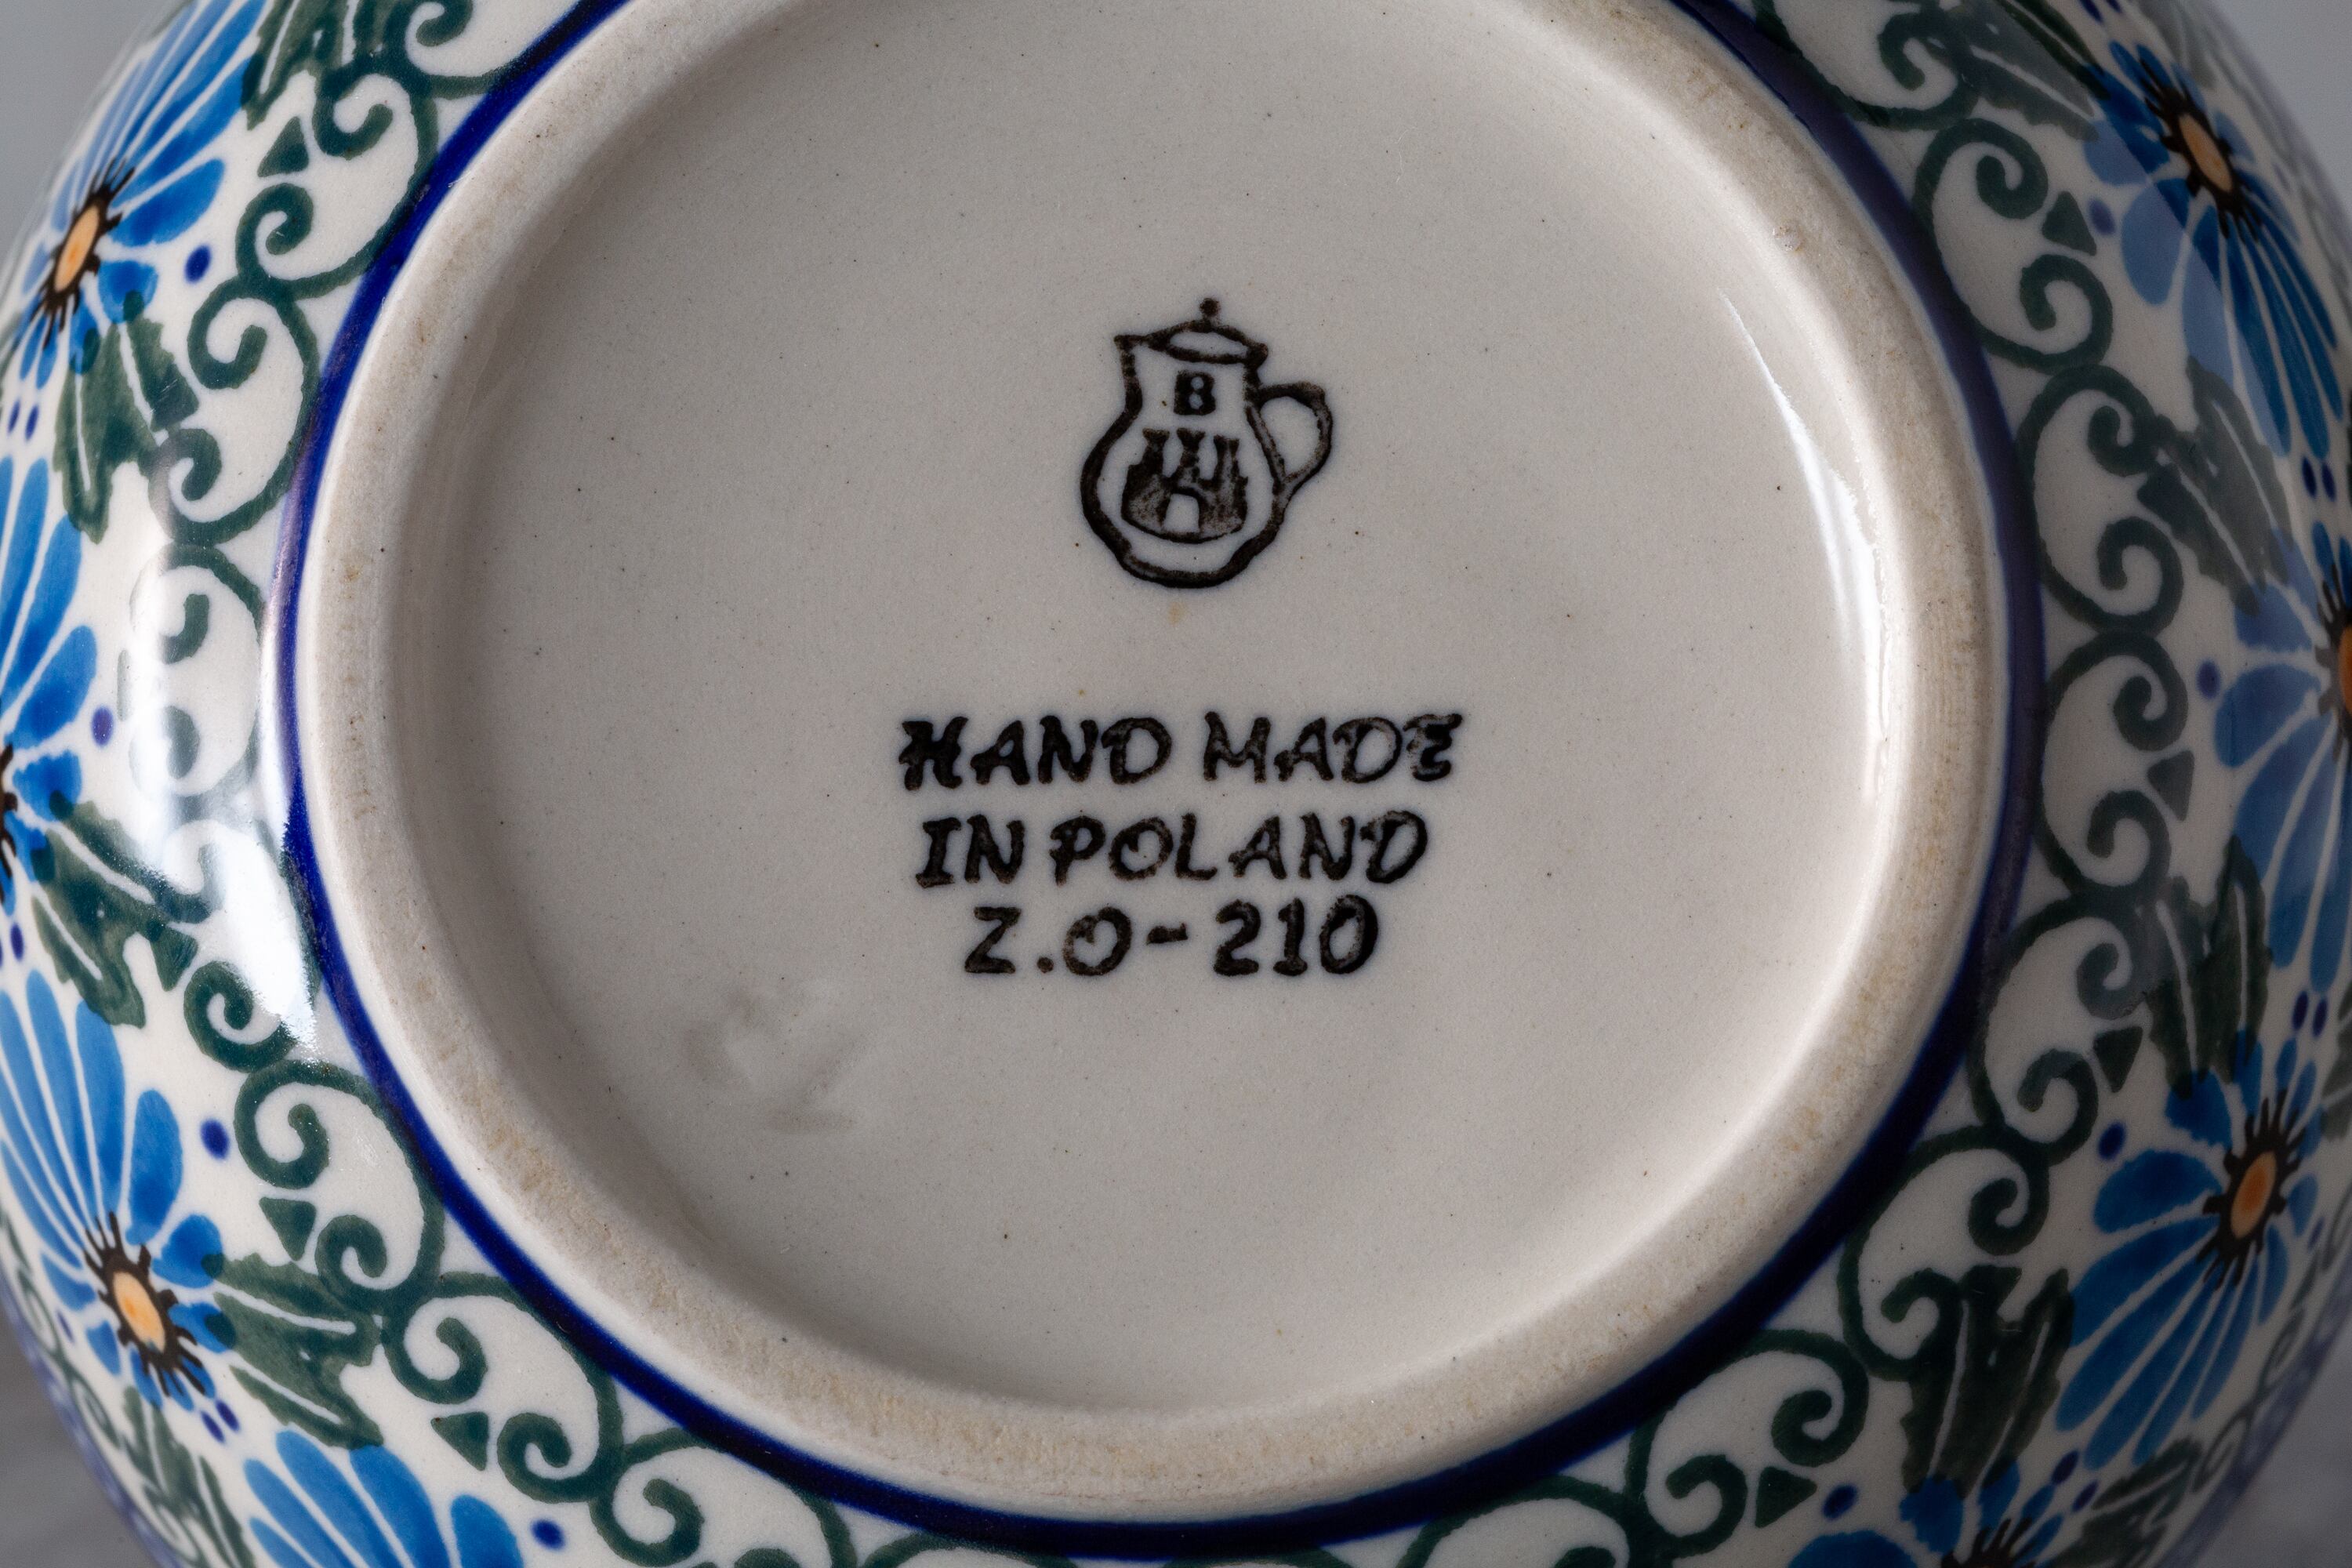 B
HAND MADE
IN POLAND
Z.O-210